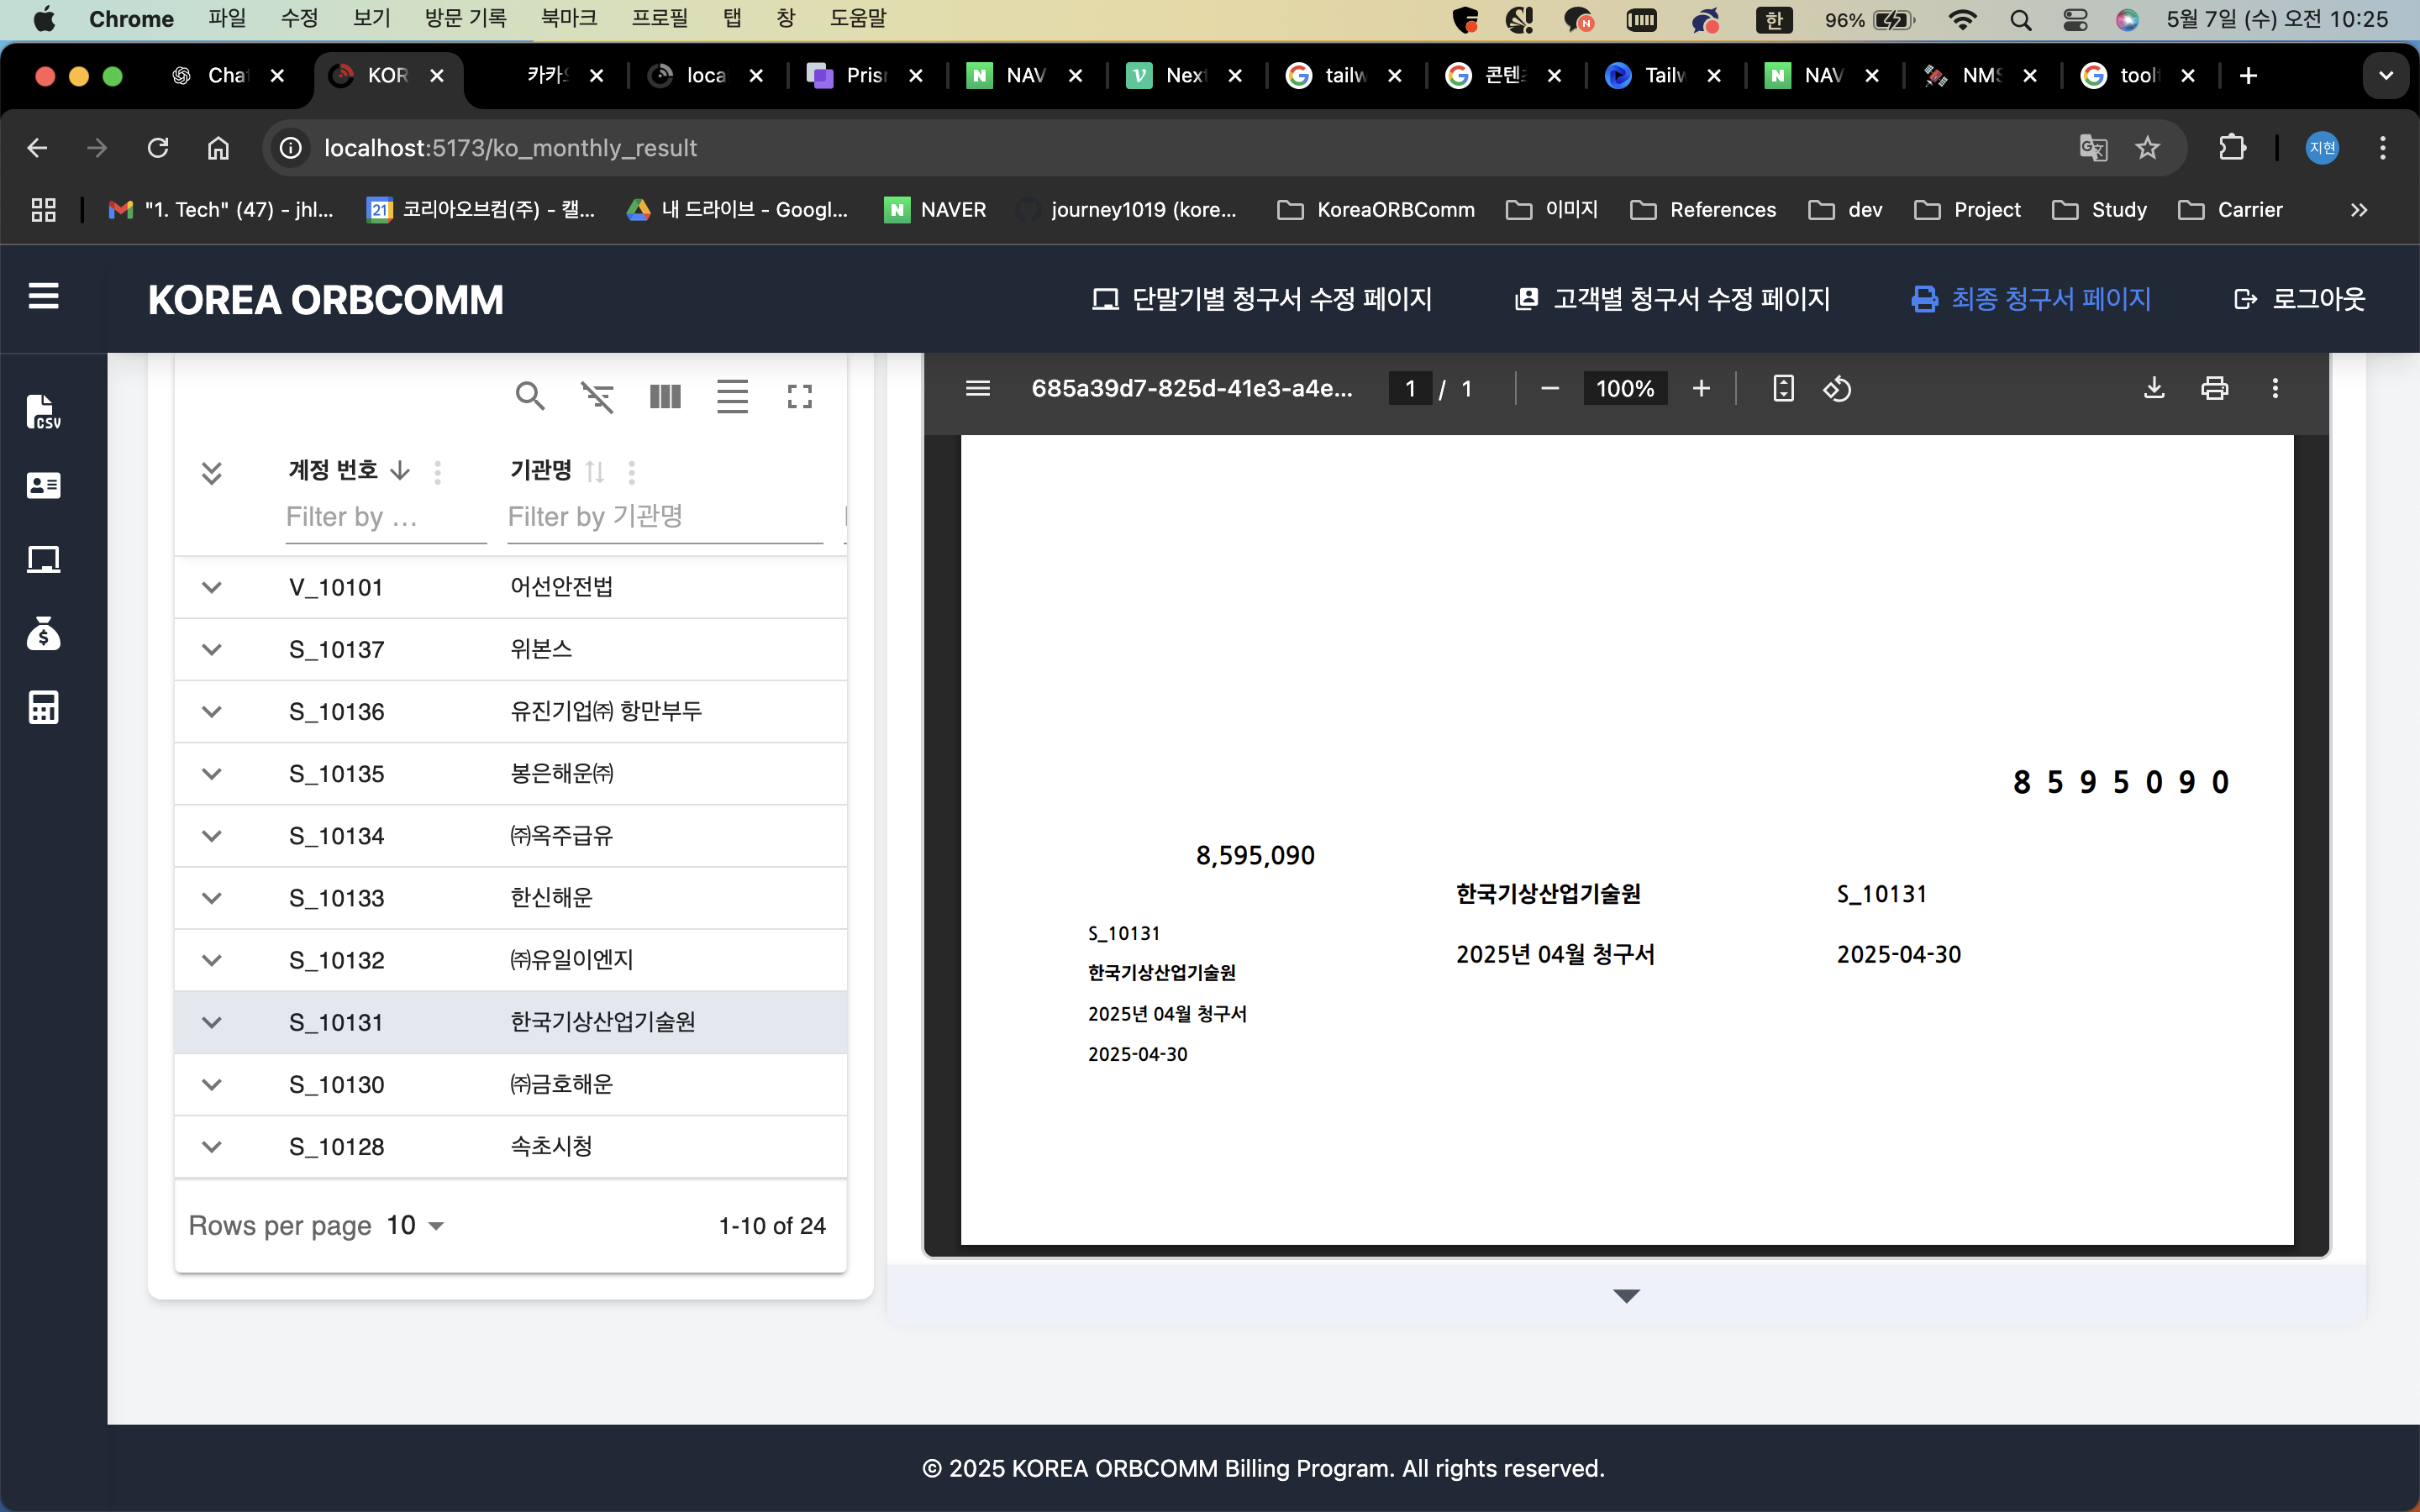 Chrome 파일 수정 보기 방문 기록 북마크 프로필 탭 창 도움말 한 96% 5월 7일 (수) 오전 10:25
Cha KOR 카카 loca Pris NAV Next tailw 콘텐 Tailw NAV NMS toolt
localhost:5173/ko_monthly_result 지현
"1. Tech" (47) - jhl... 21 코리아오브컴(주) - 캘... 내 드라이브 - Googl... N NAVER journey1019 (kore... KoreaORBComm 이미지 References dev Project Study Carrier
KOREA ORBCOMM 단말기별 청구서 수정 페이지 고객별 청구서 수정 페이지 최종 청구서 페이지 로그아웃
CSV
685a39d7-825d-41e3-a4e... 1 / 1 100%
계정 번호 기관명
Filter by ... Filter by 기관명
V_10101 어선안전법
S_10137 위본스
S_10136 유진기업㈜ 항만부두
S_10135 봉은해운㈜
S_10134 ㈜옥주급유
S_10133 한신해운
S_10132 ㈜유일이엔지
S_10131 한국기상산업기술원
S_10130 ㈜금호해운
S_10128 속초시청
Rows per page 10 1-10 of 24
8 5 9 5 0 9 0
8,595,090
한국기상산업기술원 S_10131
2025년 04월 청구서 2025-04-30
S_10131
한국기상산업기술원
2025년 04월 청구서
2025-04-30
© 2025 KOREA ORBCOMM Billing Program. All rights reserved.